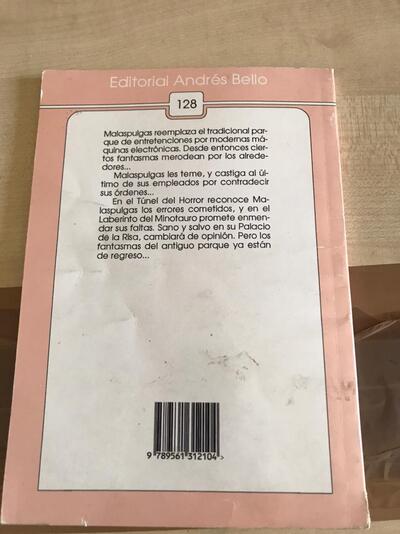 Editorial Andrés Bello
128
Malaspulgas reemplaza el tradicional par-
que de entretenciones por modernas má-
quinas electrónicas. Desde entonces cier-
tos fantasmas merodean por los alrede-
dores...
Malaspulgas les teme, y castiga al úl-
timo de sus empleados por contradecir
sus órdenes...
En el Túnel del Horror reconoce Ma-
laspulgas los errores cometidos, y en el
Laberinto del Minotauro promete enmen-
dar sus faltas. Sano y salvo en su Palacio
de la Risa, cambiará de opinión. Pero los
fantasmas del antiguo parque ya están
de regreso...
9 789561 312104 >